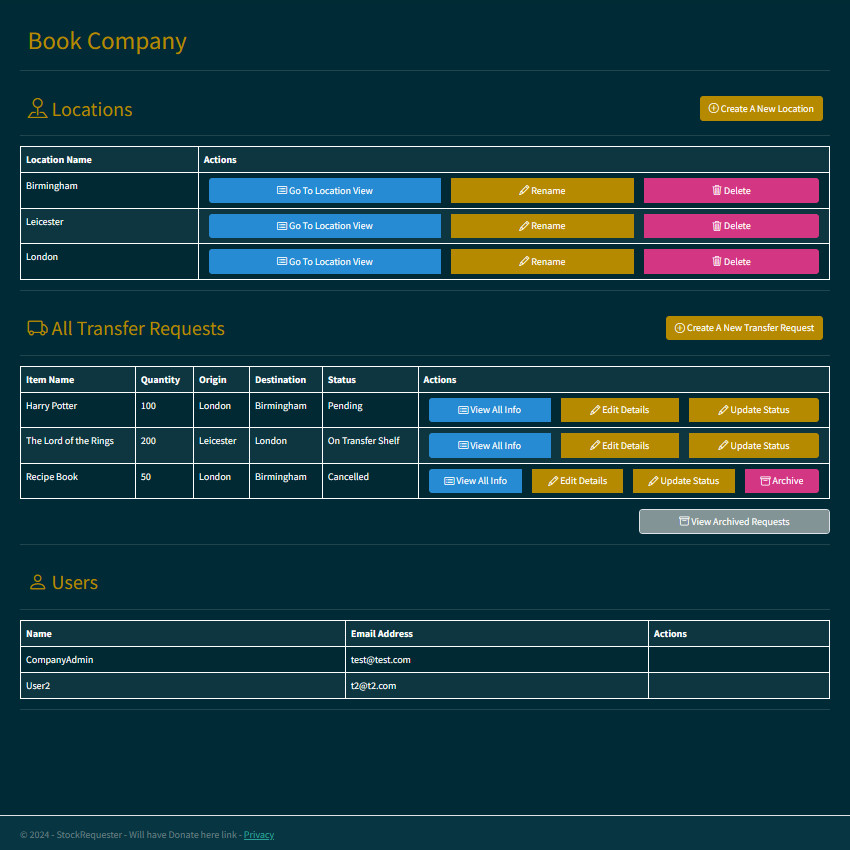 Book Company
Locations
Create A New Location
Location Name Actions
Birmingham Go To Location View Rename Delete
Leicester Go To Location View Rename Delete
London Go To Location View Rename Delete
All Transfer Requests
Create A New Transfer Request
Item Name Quantity Origin Destination Status Actions
Harry Potter 100 London Birmingham Pending View All Info Edit Details Update Status
The Lord of the Rings 200 Leicester London On Transfer Shelf View All Info Edit Details Update Status
Recipe Book 50 London Birmingham Cancelled View All Info Edit Details Update Status Archive
View Archived Requests
Users
Name Email Address Actions
CompanyAdmin test@test.com
User2 t2@t2.com
© 2024 - StockRequester - Will have Donate here link - Privacy